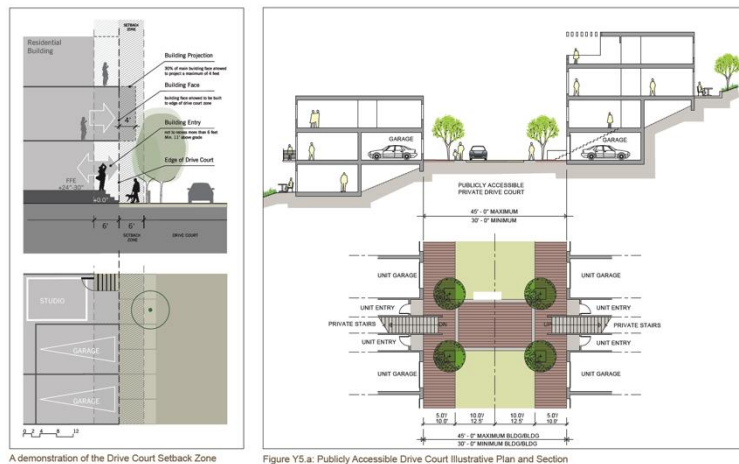 SETBACK
ZONE
Residential
Building
Building Projection
30% of main building face allowed
to project a maximum of 4 feet
Building Face
building face allowed to be built
to edge of drive court zone
4'
Building Entry
not to recess more than 6 feet
Min. 11' above grade
Edge of Drive Court
FFE
+24"-30"
±0.0"
6'
6'
SETBACK
ZONE
DRIVE COURT
STUDIO
GARAGE
GARAGE
0 2 4 8 12
A demonstration of the Drive Court Setback Zone
GARAGE
GARAGE
PUBLICLY ACCESSIBLE
PRIVATE DRIVE COURT
45' - 0" MAXIMUM
30' - 0" MINIMUM
UNIT GARAGE
UNIT GARAGE
UNIT ENTRY
UNIT ENTRY
PRIVATE STAIRS
PRIVATE STAIRS
UNIT ENTRY
UNIT ENTRY
UNIT GARAGE
UNIT GARAGE
5.0'/ 10.0'/ 10.0'/ 5.0'/
10.0' 12.5' 12.5' 10.0'
45' - 0" MAXIMUM BLDG/BLDG
30' - 0" MINIMUM BLDG/BLDG
Figure Y5.a: Publicly Accessible Drive Court Illustrative Plan and Section